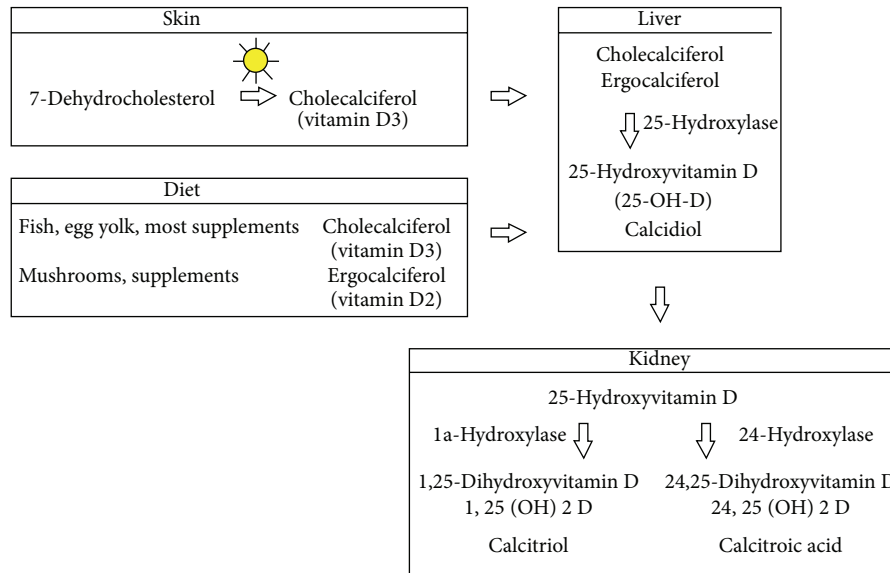 Skin
7-Dehydrocholesterol
Cholecalciferol
(vitamin D3)
Diet
Fish, egg yolk, most supplements
Cholecalciferol
(vitamin D3)
Mushrooms, supplements
Ergocalciferol
(vitamin D2)
Liver
Cholecalciferol
Ergocalciferol
25-Hydroxylase
25-Hydroxyvitamin D
(25-OH-D)
Calcidiol
Kidney
25-Hydroxyvitamin D
1a-Hydroxylase
24-Hydroxylase
1,25-Dihydroxyvitamin D
1, 25 (OH) 2 D
Calcitriol
24,25-Dihydroxyvitamin D
24, 25 (OH) 2 D
Calcitroic acid